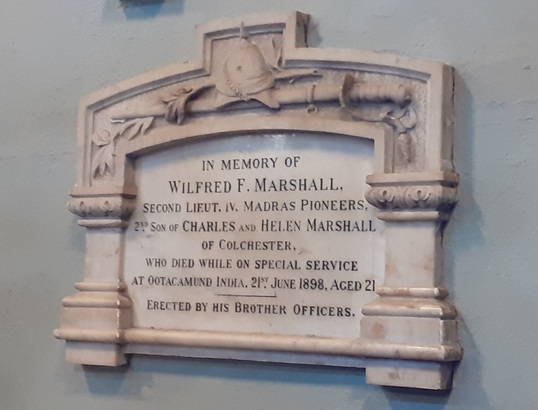 IN MEMORY OF
WILFRED F. MARSHALL,
SECOND LIEUT. IV. MADRAS PIONEERS,
2ND SON OF CHARLES AND HELEN MARSHALL
OF COLCHESTER,
WHO DIED WHILE ON SPECIAL SERVICE
AT OOTACAMUND INDIA, 21ST JUNE 1898, AGED 21
ERECTED BY HIS BROTHER OFFICERS.